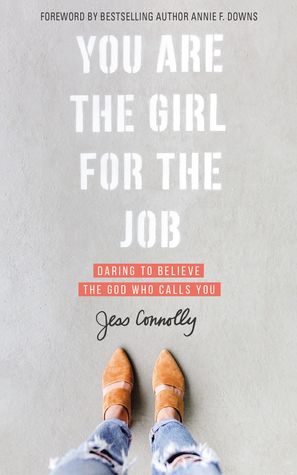 FOREWORD BY BESTSELLING AUTHOR ANNIE F. DOWNS
YOU ARE
THE GIRL
FOR THE
JOB
DARING TO BELIEVE
THE GOD WHO CALLS YOU
Jess Connolly